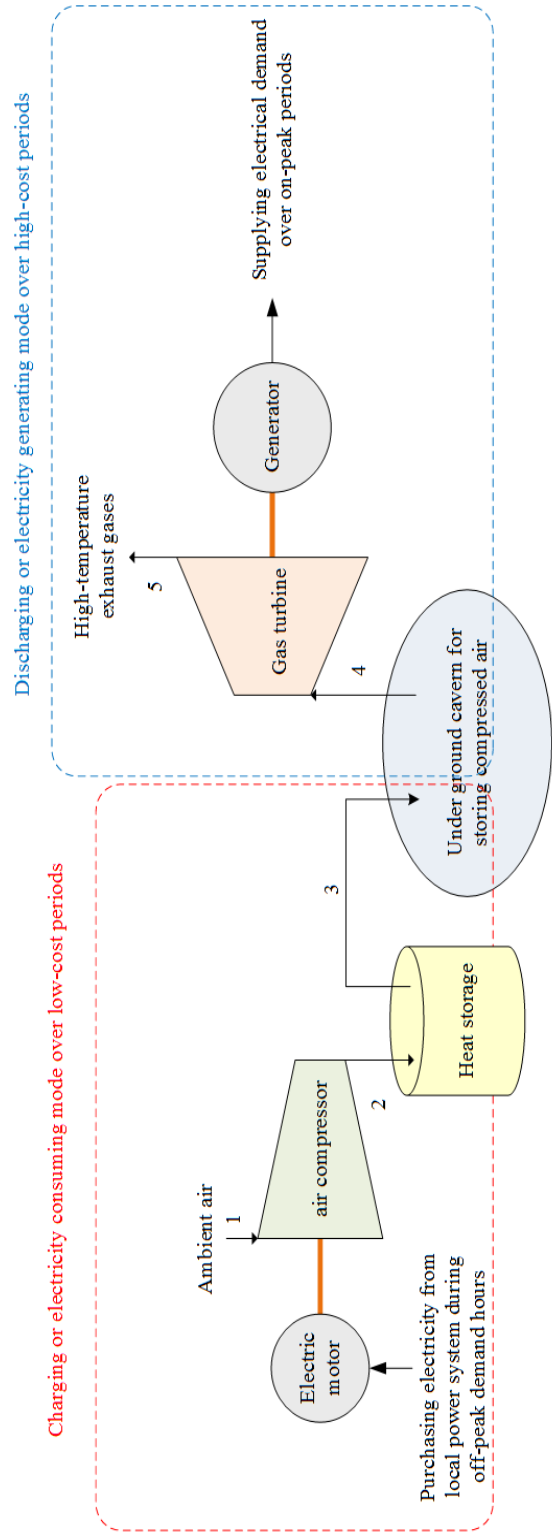 Charging or electricity consuming mode over low-cost periods
Discharging or electricity generating mode over high-cost periods
Ambient air
1
Electric
motor
air compressor
Purchasing electricity from
local power system during
off-peak demand hours
2
Heat storage
3
Under ground cavern for
storing compressed air
4
Gas turbine
5
High-temperature
exhaust gases
Generator
Supplying electrical demand
over on-peak periods